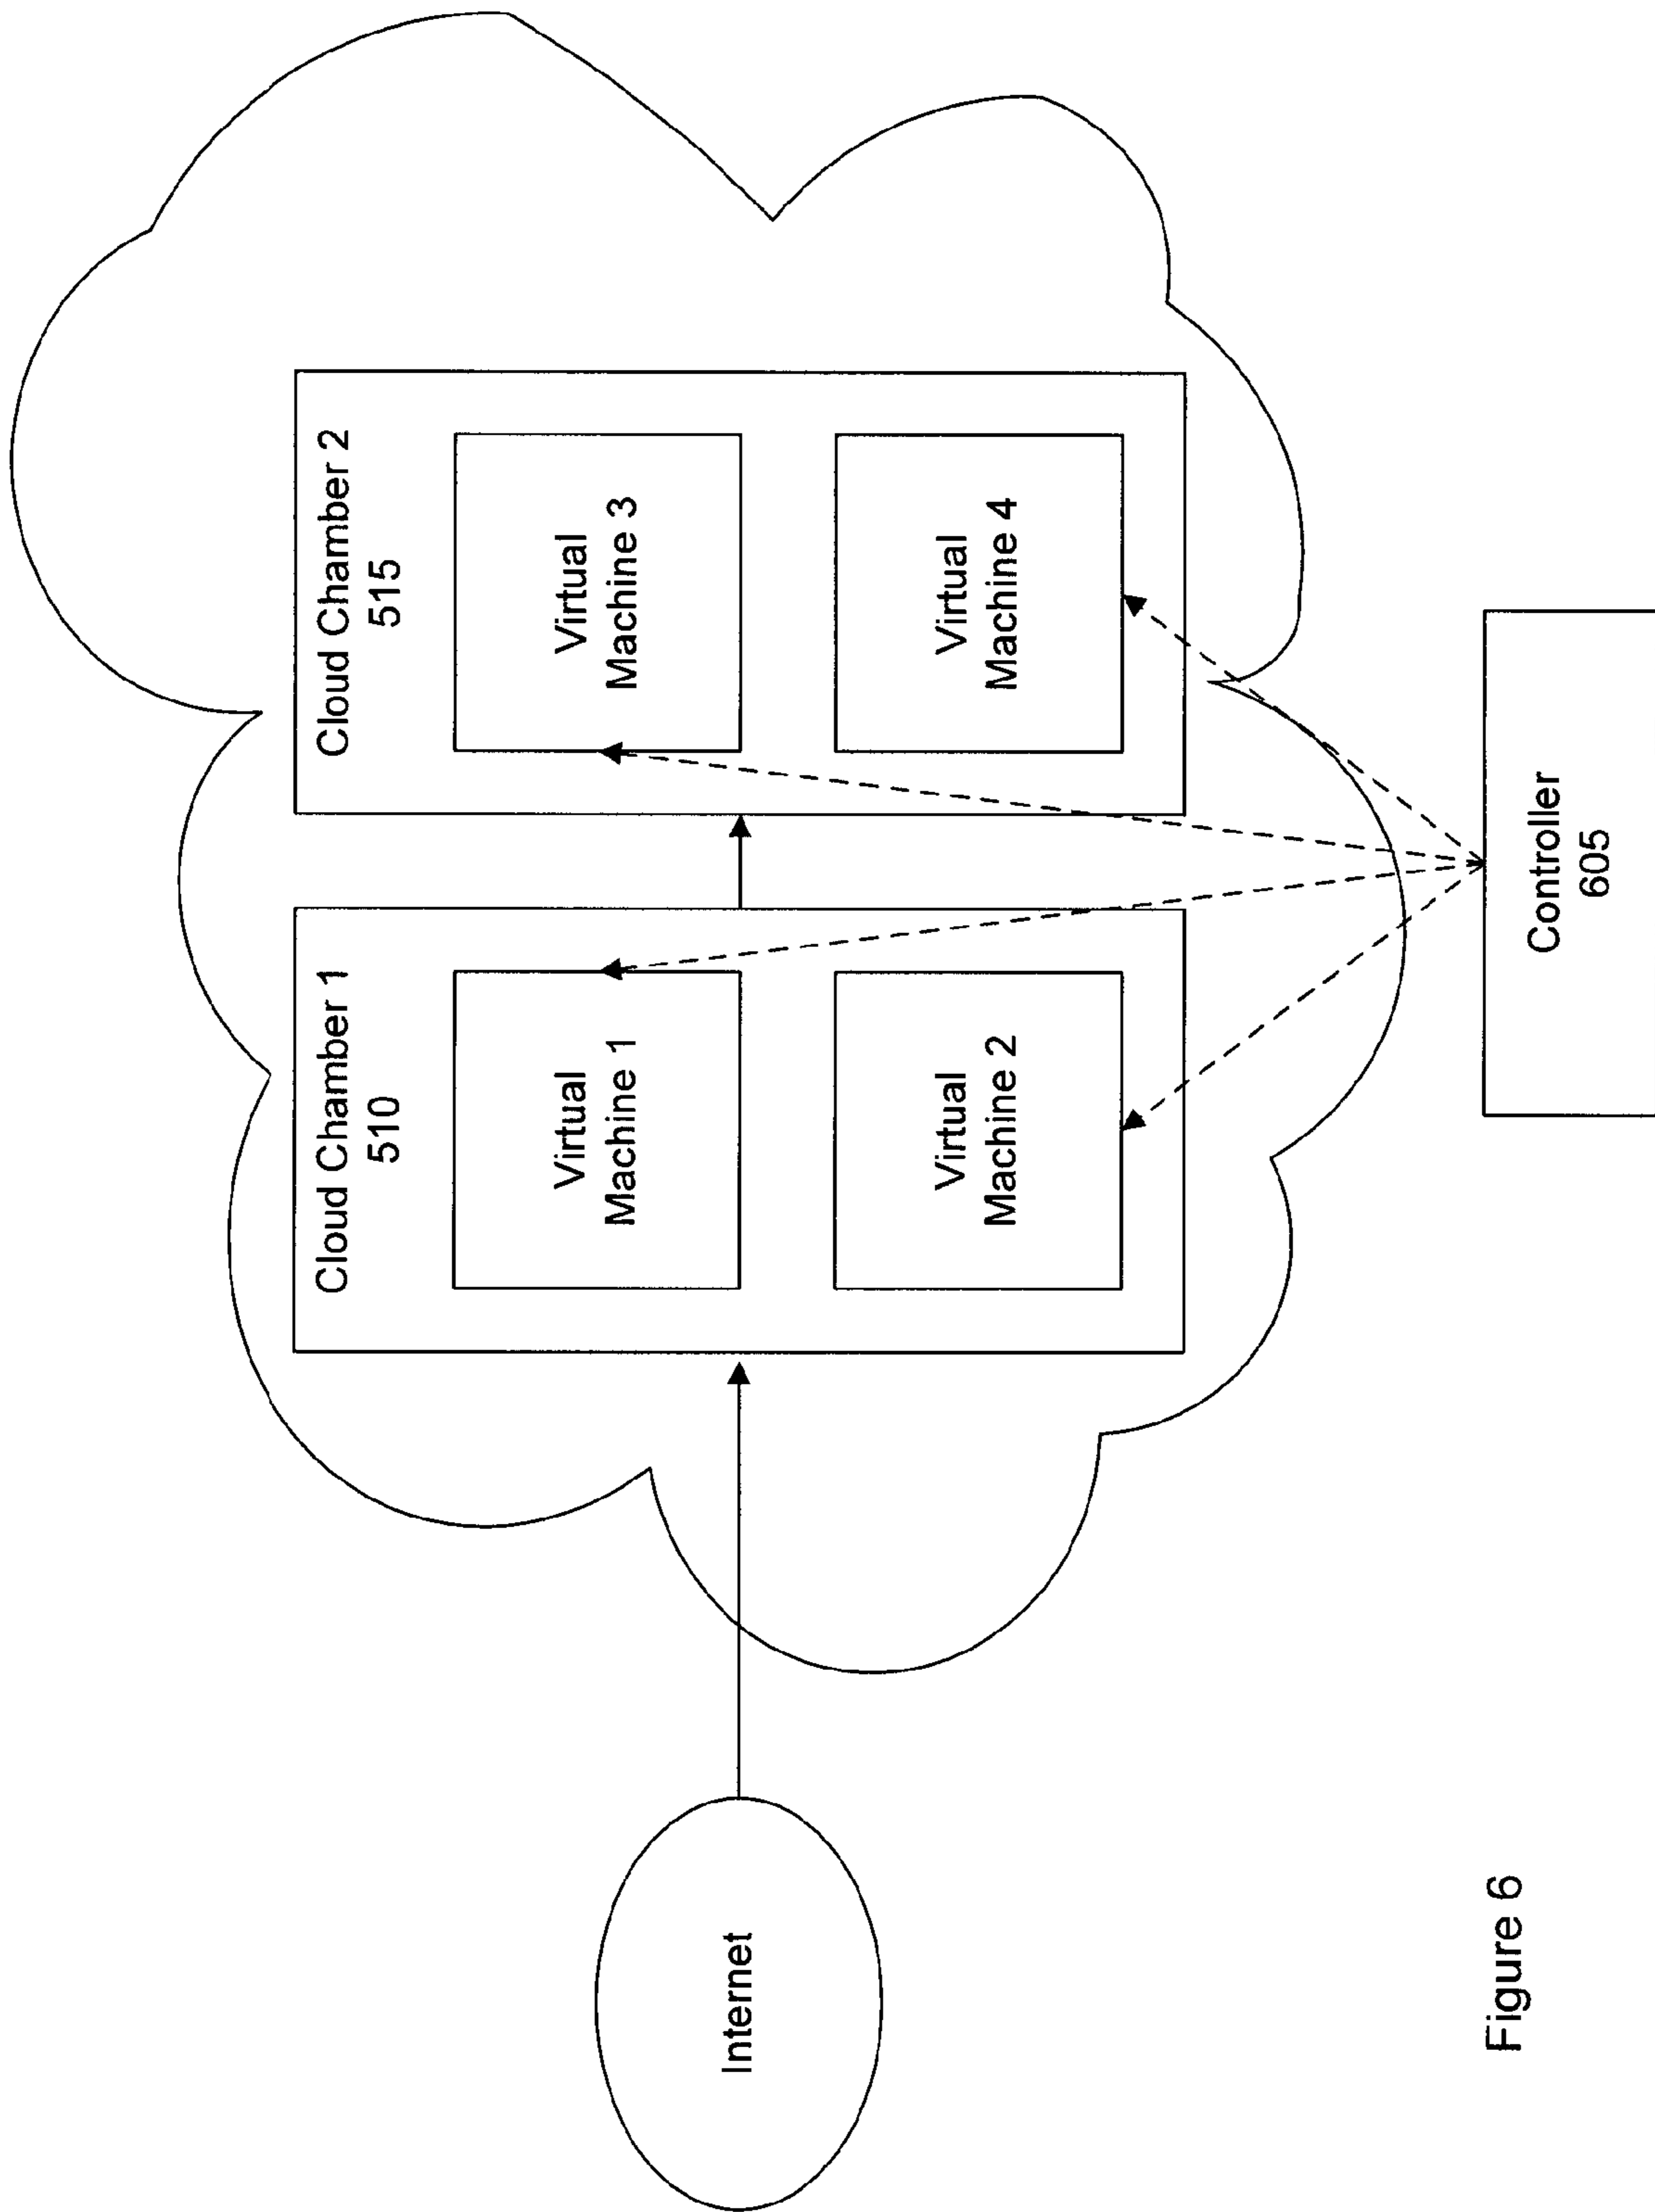 Internet
Cloud Chamber 1
510
Virtual
Machine 1
Virtual
Machine 2
Cloud Chamber 2
515
Virtual
Machine 3
Virtual
Machine 4
Controller
605
Figure 6